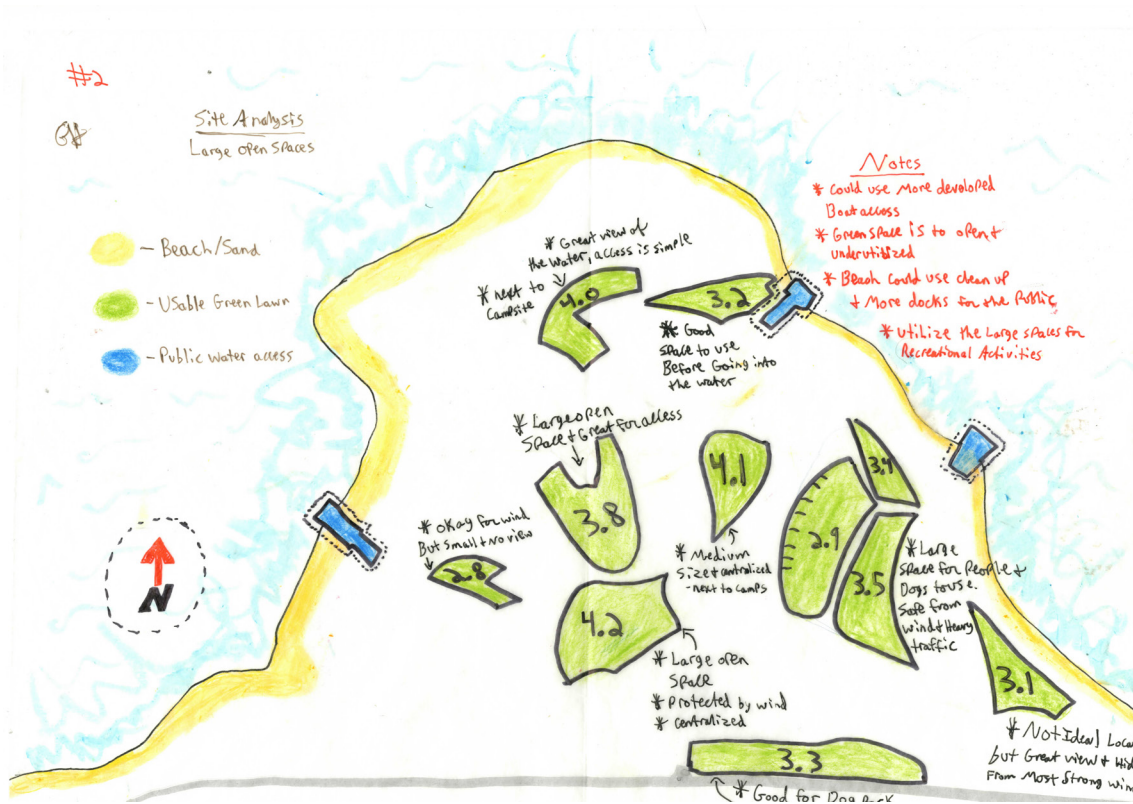 #2
Site Analysis
Large open spaces
- Beach/Sand
- Usable Green Lawn
- Public water access
N
Notes
* Could use More developed
Boat access
* Green space is to open +
underutilized
* Beach could use clean up
+ More docks for the Public
* Utilize the Large spaces for
Recreational Activities
* Great view of
the water, access is simple
* next to
Campsite
4.0
3.2
* Good
space to use
Before Going into
the water
* Large open
space + Great for access
3.8
4.1
* Medium
size + centralized
- next to camps
3.4
2.9
3.5
* Large
space for People +
Dogs to use.
Safe from
wind + Heavy
traffic
* okay for wind
But small + no view
2.8
4.2
* Large open
space
* Protected by wind
* centralized
3.1
* Not Ideal Loca
but Great view + Hid
From Most Strong win
3.3
* Good for Dog Park